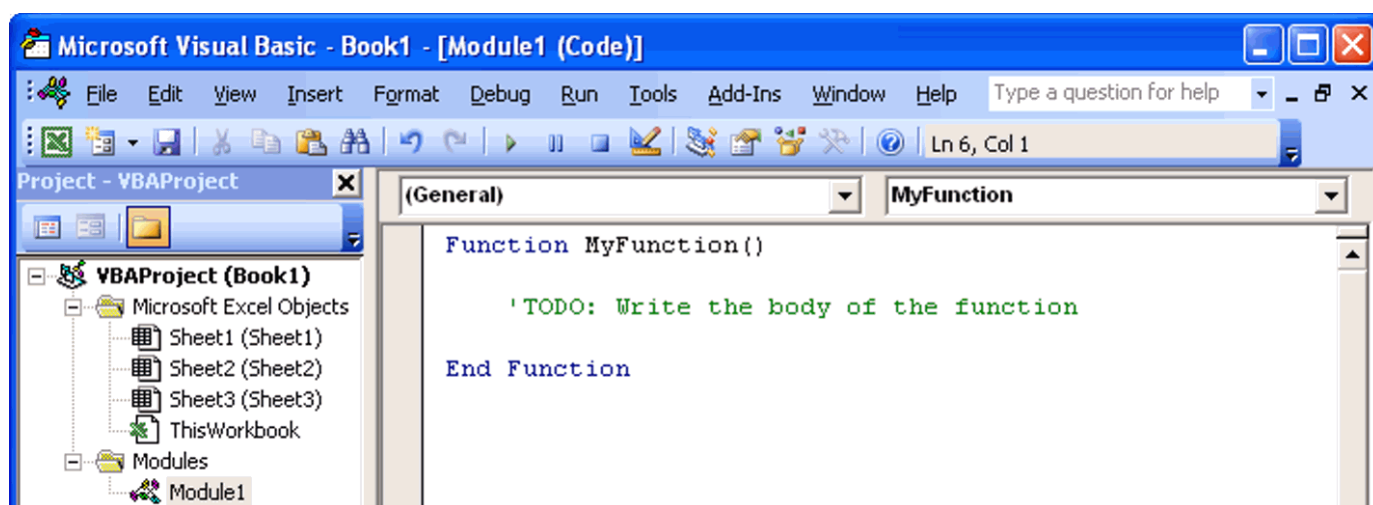 Microsoft Visual Basic - Book1 - [Module1 (Code)]
File Edit View Insert Format Debug Run Tools Add-Ins Window Help Type a question for help
Ln 6, Col 1
Project - VBAProject
(General) MyFunction
VBAProject (Book1)
Microsoft Excel Objects
Sheet1 (Sheet1)
Sheet2 (Sheet2)
Sheet3 (Sheet3)
ThisWorkbook
Modules
Module1
Function MyFunction()
'TODO: Write the body of the function
End Function